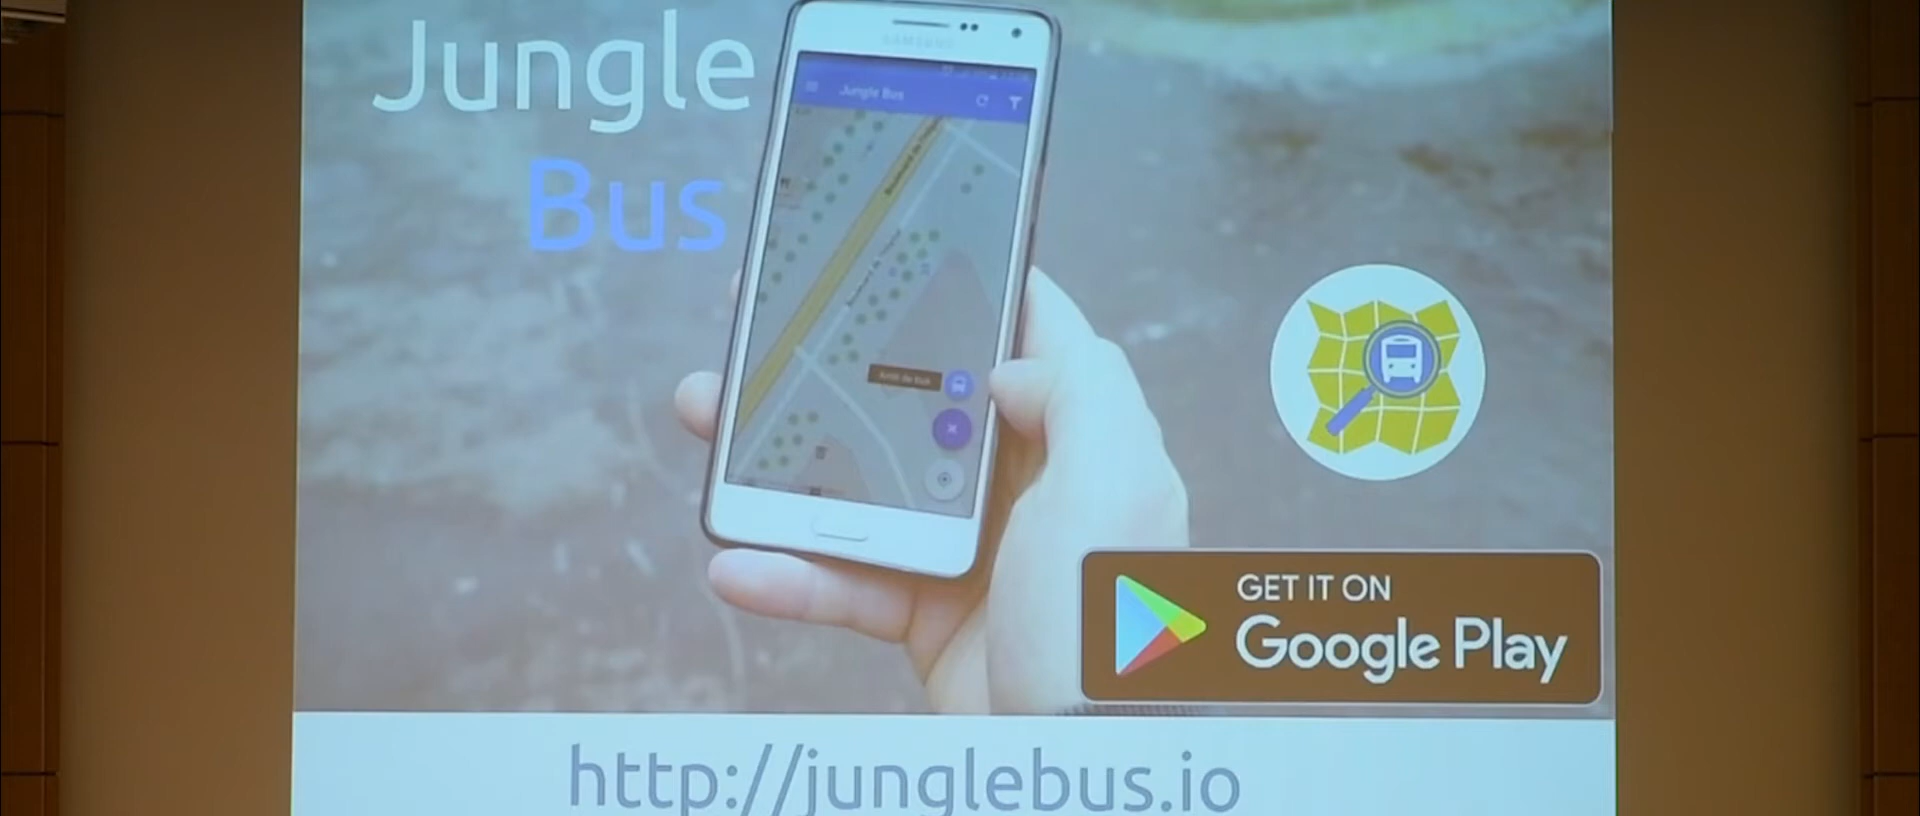 Jungle
Bus
SAMSUNG
Jungle Bus
GET IT ON
Google Play
http://junglebus.io